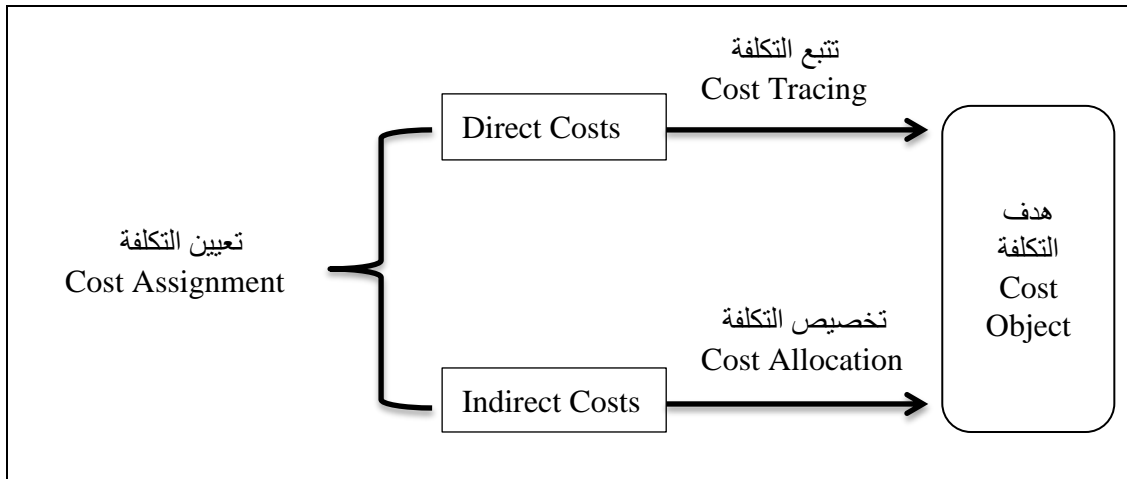 تتبع التكلفة
Cost Tracing
Direct Costs
تعيين التكلفة
Cost Assignment
هدف
التكلفة
Cost
Object
تخصيص التكلفة
Cost Allocation
Indirect Costs